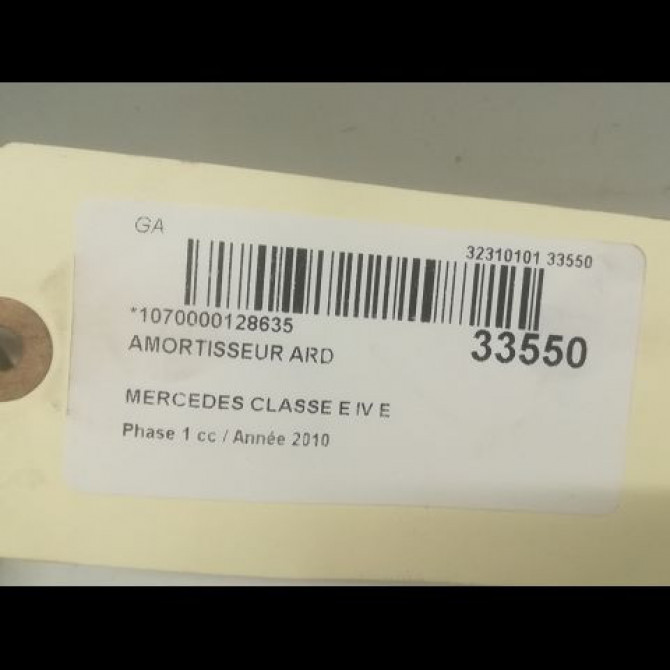 GA
32310101 33550
*1070000128635
33550
AMORTISSEUR ARD
MERCEDES CLASSE E IV E
Phase 1 cc / Année 2010